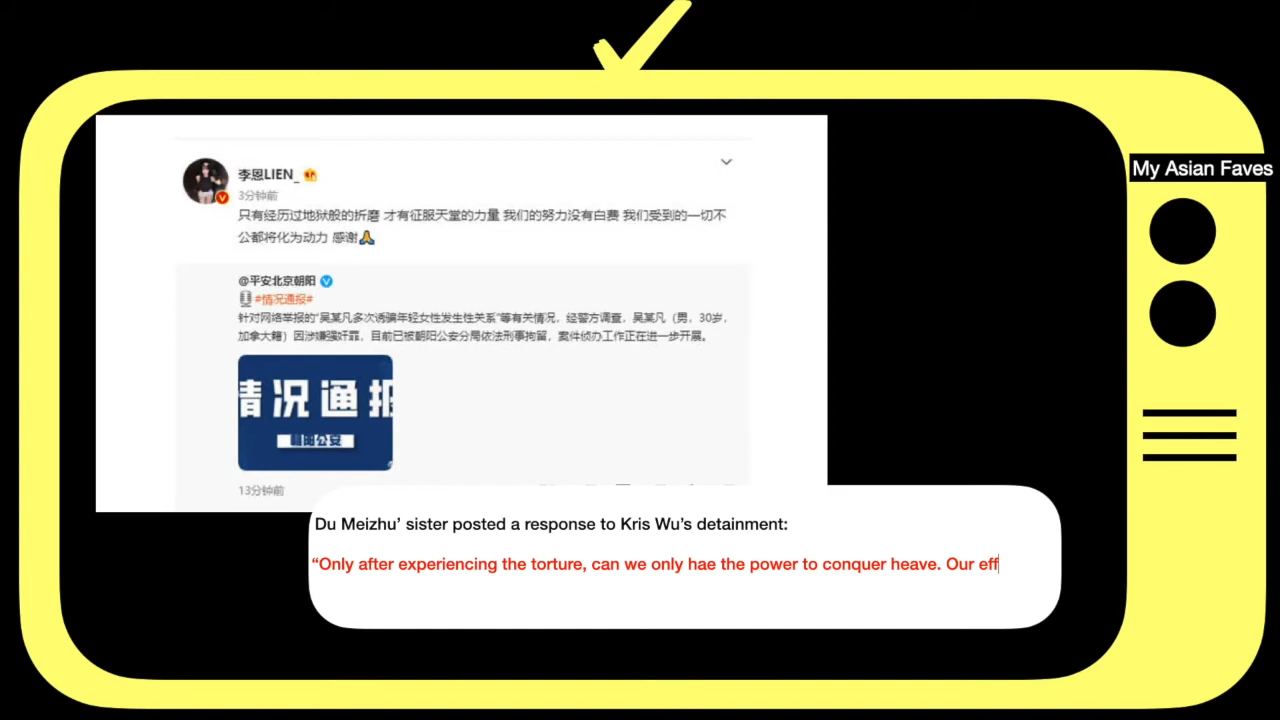 My Asian Faves
李恩LIEN_
3分钟前
只有经历过地狱般的折磨 才有征服天堂的力量 我们的努力没有白费 我们受到的一切不
公都将化为动力 感谢🙏
@平安北京朝阳
#情况通报#
针对网络举报的“吴某凡多次诱骗年轻女性发生性关系”等有关情况，经警方调查，吴某凡（男，30岁，
加拿大籍）因涉嫌强奸罪，目前已被朝阳公安分局依法刑事拘留，案件侦办工作正在进一步开展。
情况通报
朝阳公安
13分钟前
Du Meizhu’ sister posted a response to Kris Wu’s detainment:
“Only after experiencing the torture, can we only hae the power to conquer heave. Our eff